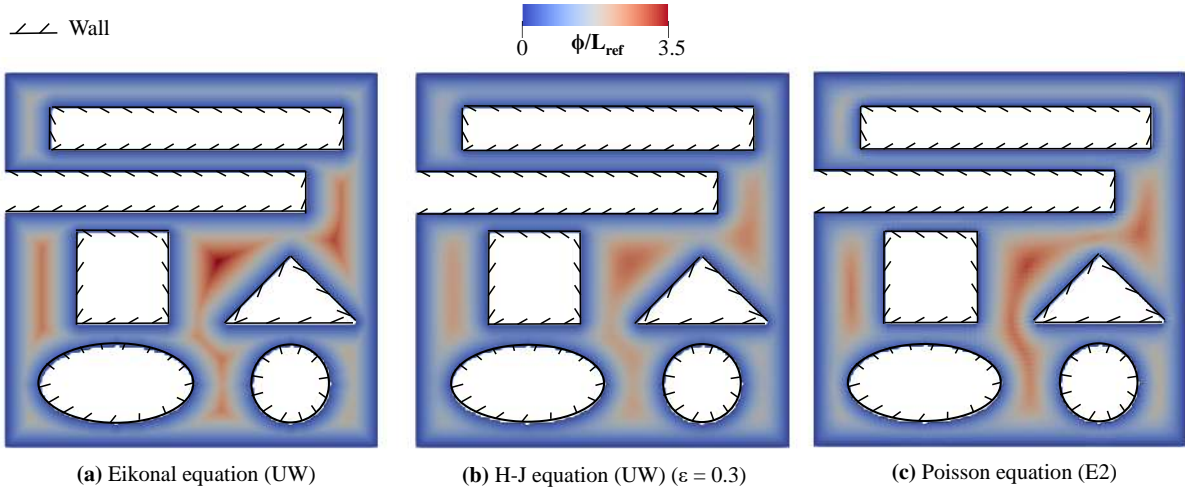 Wall
0 ϕ/L_ref 3.5
(a) Eikonal equation (UW)
(b) H-J equation (UW) (ε = 0.3)
(c) Poisson equation (E2)